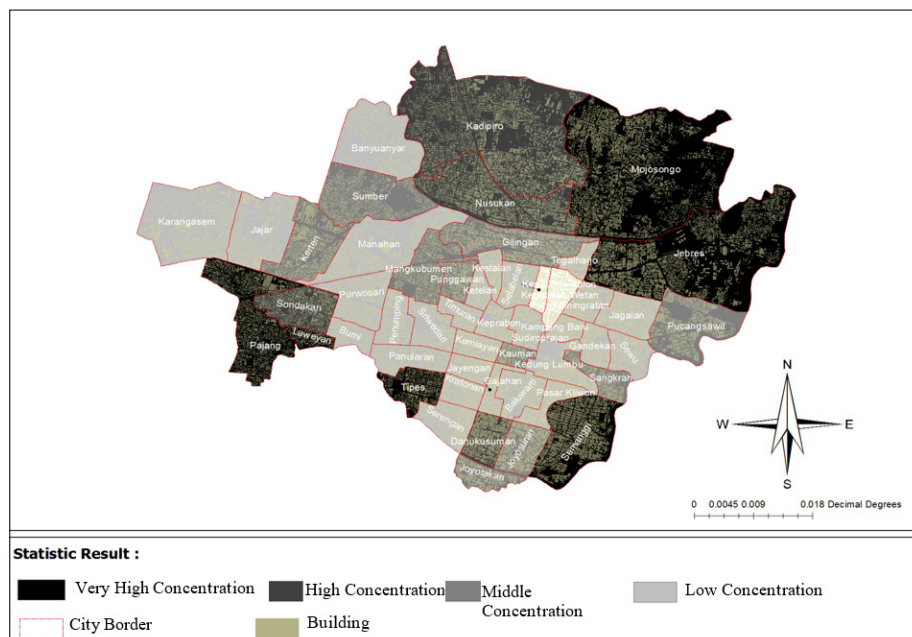 Kadipiro
Mojosongo
Banyuanyar
Sumber
Nusukan
Karangasem
Jajar
Kerten
Manahan
Gilingan
Tegalharjo
Jebres
Mangkubumen
Punggawan
Kestalan
Ketelan
Setabelan
Wetan
Purwosari
Sondakan
Penumping
Sriwedari
Timuran
Keprabon
Kampung Baru
Sudiroprajan
Jagalan
Pucangsawit
Pajang
Laweyan
Bumi
Panularan
Kemlayan
Kauman
Gandekan
Kedung Lumbu
Sewu
Sangkrah
Tipes
Jayengan
Kratonan
Gajahan
Baluwarti
Pasar Kliwon
Serengan
Danukusuman
Joyosuran
Semanggi
Joyotakan
N
W
E
S
0 0.0045 0.009 0.018 Decimal Degrees
Statistic Result :
Very High Concentration
High Concentration
Middle
Concentration
Low Concentration
City Border
Building